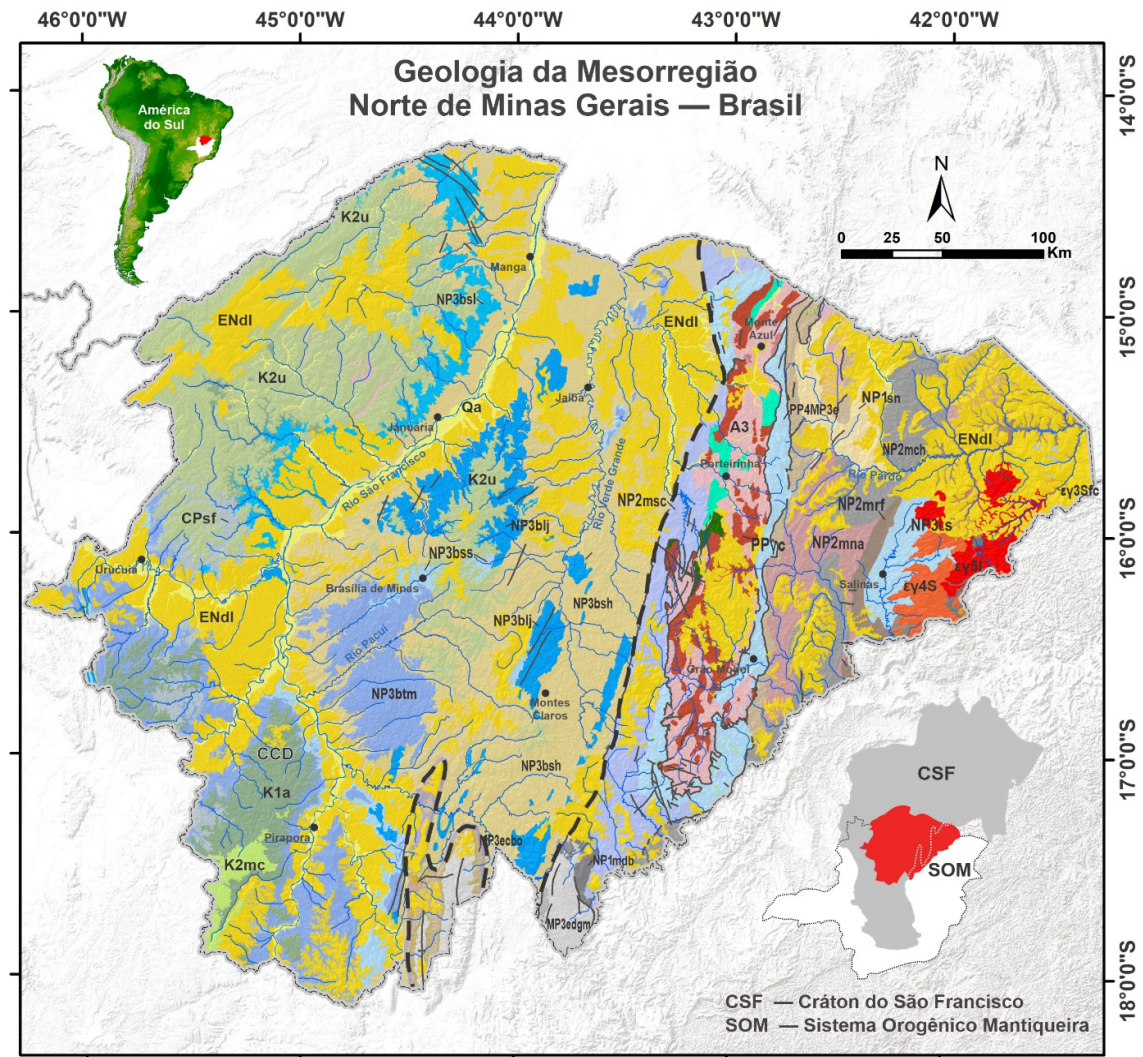 46°0'0"W 45°0'0"W 44°0'0"W 43°0'0"W 42°0'0"W
América
do Sul
Geologia da Mesorregião
Norte de Minas Gerais — Brasil
14°0'0"S
N
0 25 50 100
Km
K2u
Manga
NP3bsl
ENdl
ENdl
15°0'0"S
Monte
Azul
K2u
Jaíba
PP4MP3e
NP1sn
Qa
Januária
A3
ENdl
NP2mch
Porteirinha
Rio Pardo
K2u
Rio São Francisco
Rio Verde Grande
NP2msc
εγ3Sfc
CPsf
NP3blj
NP2mrf
NP3ts
16°0'0"S
NP3bss
PPγc
NP2mna
Urucuia
Brasília de Minas
NP3bsh
Salinas
εγ5I
εγ4S
ENdl
NP3blj
Rio Pacuí
Grão Mogol
NP3btm
Montes
Claros
17°0'0"S
CCD
NP3bsh
K1a
CSF
Pirapora
MP3ecbo
K2mc
NP1mdb
SOM
MP3edgm
18°0'0"S
CSF — Cráton do São Francisco
SOM — Sistema Orogênico Mantiqueira